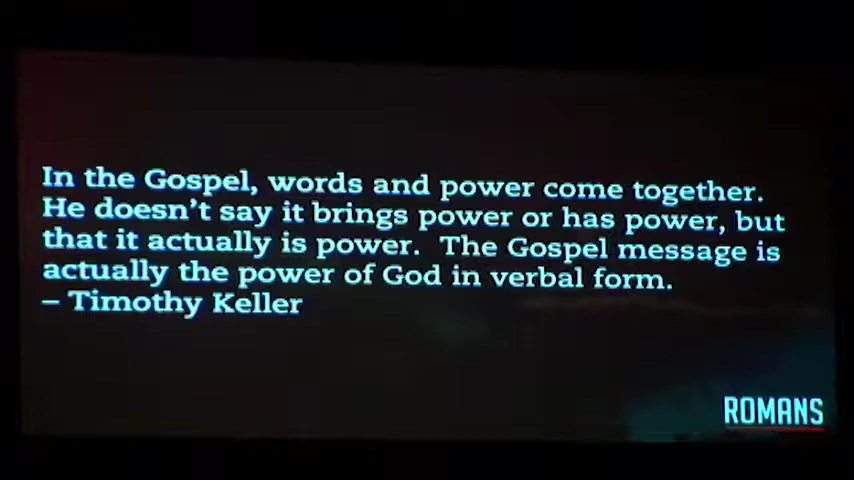 In the Gospel, words and power come together.
He doesn't say it brings power or has power, but
that it actually is power.  The Gospel message is
actually the power of God in verbal form.
– Timothy Keller
ROMANS